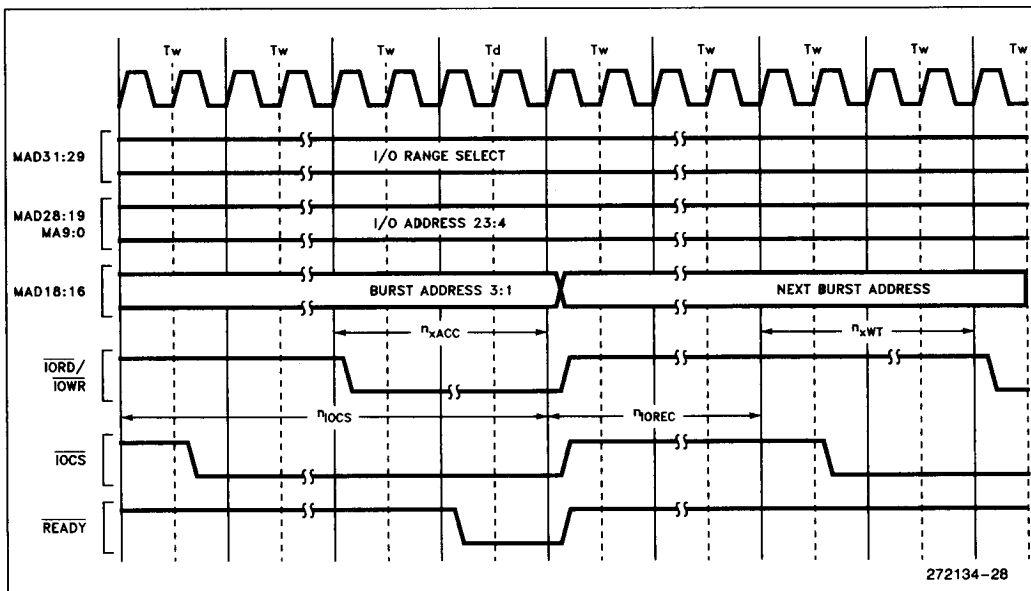 Tw Tw Tw Td Tw Tw Tw Tw Tw
MAD31:29
I/O RANGE SELECT
MAD28:19
MA9:0
I/O ADDRESS 23:4
MAD18:16
BURST ADDRESS 3:1
NEXT BURST ADDRESS
nxACC
nxWT
IORD/
IOWR
nIOCS
nIOREC
IOCS
READY
272134-28